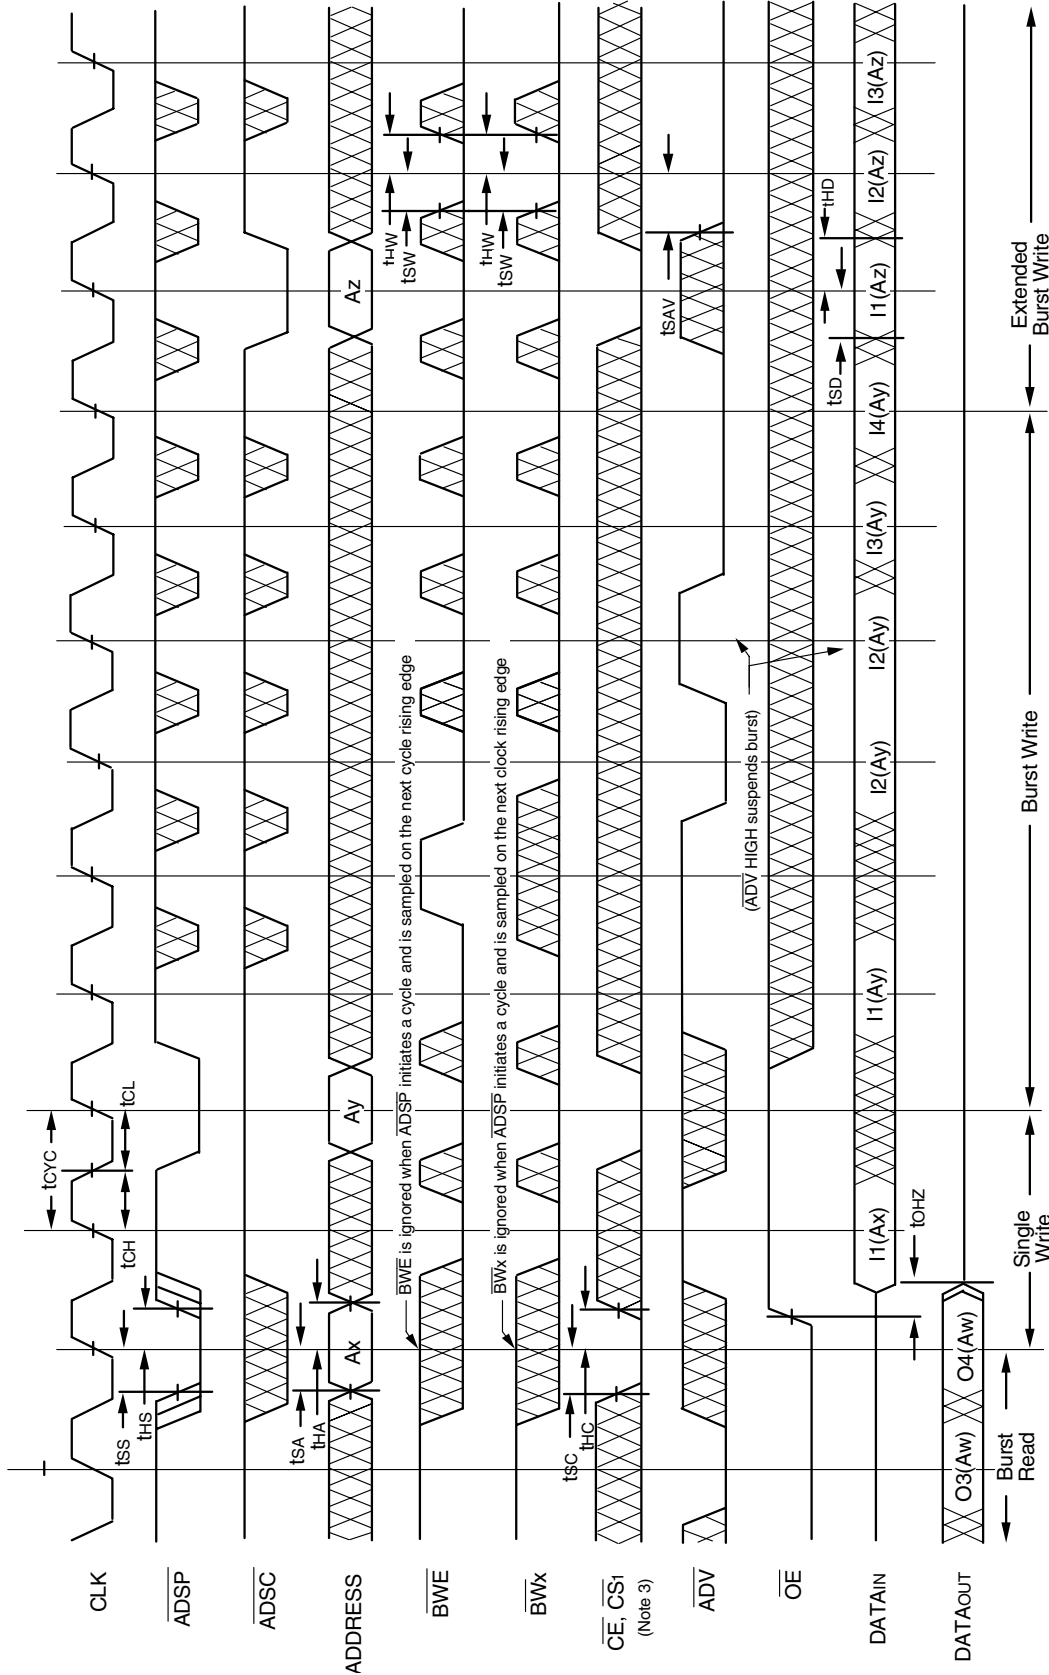 CLK
tCYC
tCH
tCL
ADSP
tSS
tHS
ADSC
ADDRESS
tSA
tHA
Ax
Ay
Az
BWE
BWE is ignored when ADSP initiates a cycle and is sampled on the next cycle rising edge
tHW
tSW
BWx
BWx is ignored when ADSP initiates a cycle and is sampled on the next clock rising edge
tHW
tSW
CE, CS1
(Note 3)
tSC
tHC
ADV
tSAV
(ADV HIGH suspends burst)
OE
DATAIN
I1(Ax)
I1(Ay)
I2(Ay)
I2(Ay)
I3(Ay)
I4(Ay)
I1(Az)
I2(Az)
I3(Az)
tSD
tHD
tOHZ
DATAOUT
O3(Aw)
O4(Aw)
Burst
Read
Single
Write
Burst Write
Extended
Burst Write